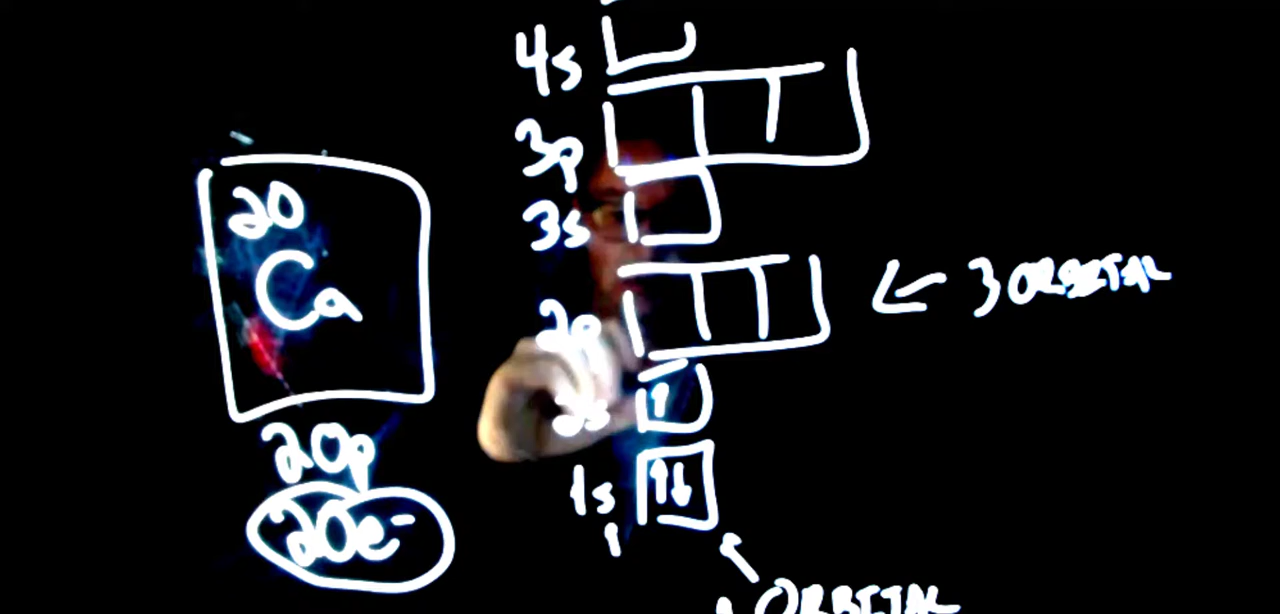 4s
3p
3s
2p
2s ↑
1s ↑↓
← 3 ORBITAL
ORBITAL
20
Ca
20p
20e⁻